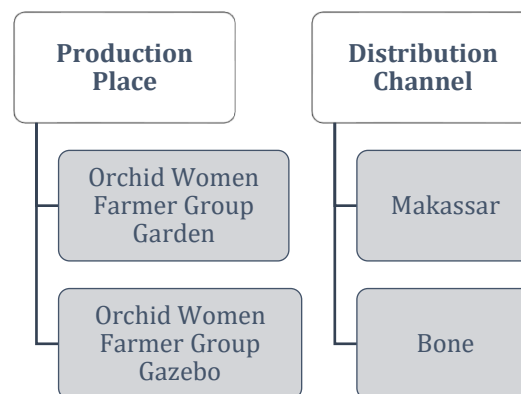 Production
Place
Orchid Women
Farmer Group
Garden
Orchid Women
Farmer Group
Gazebo
Distribution
Channel
Makassar
Bone